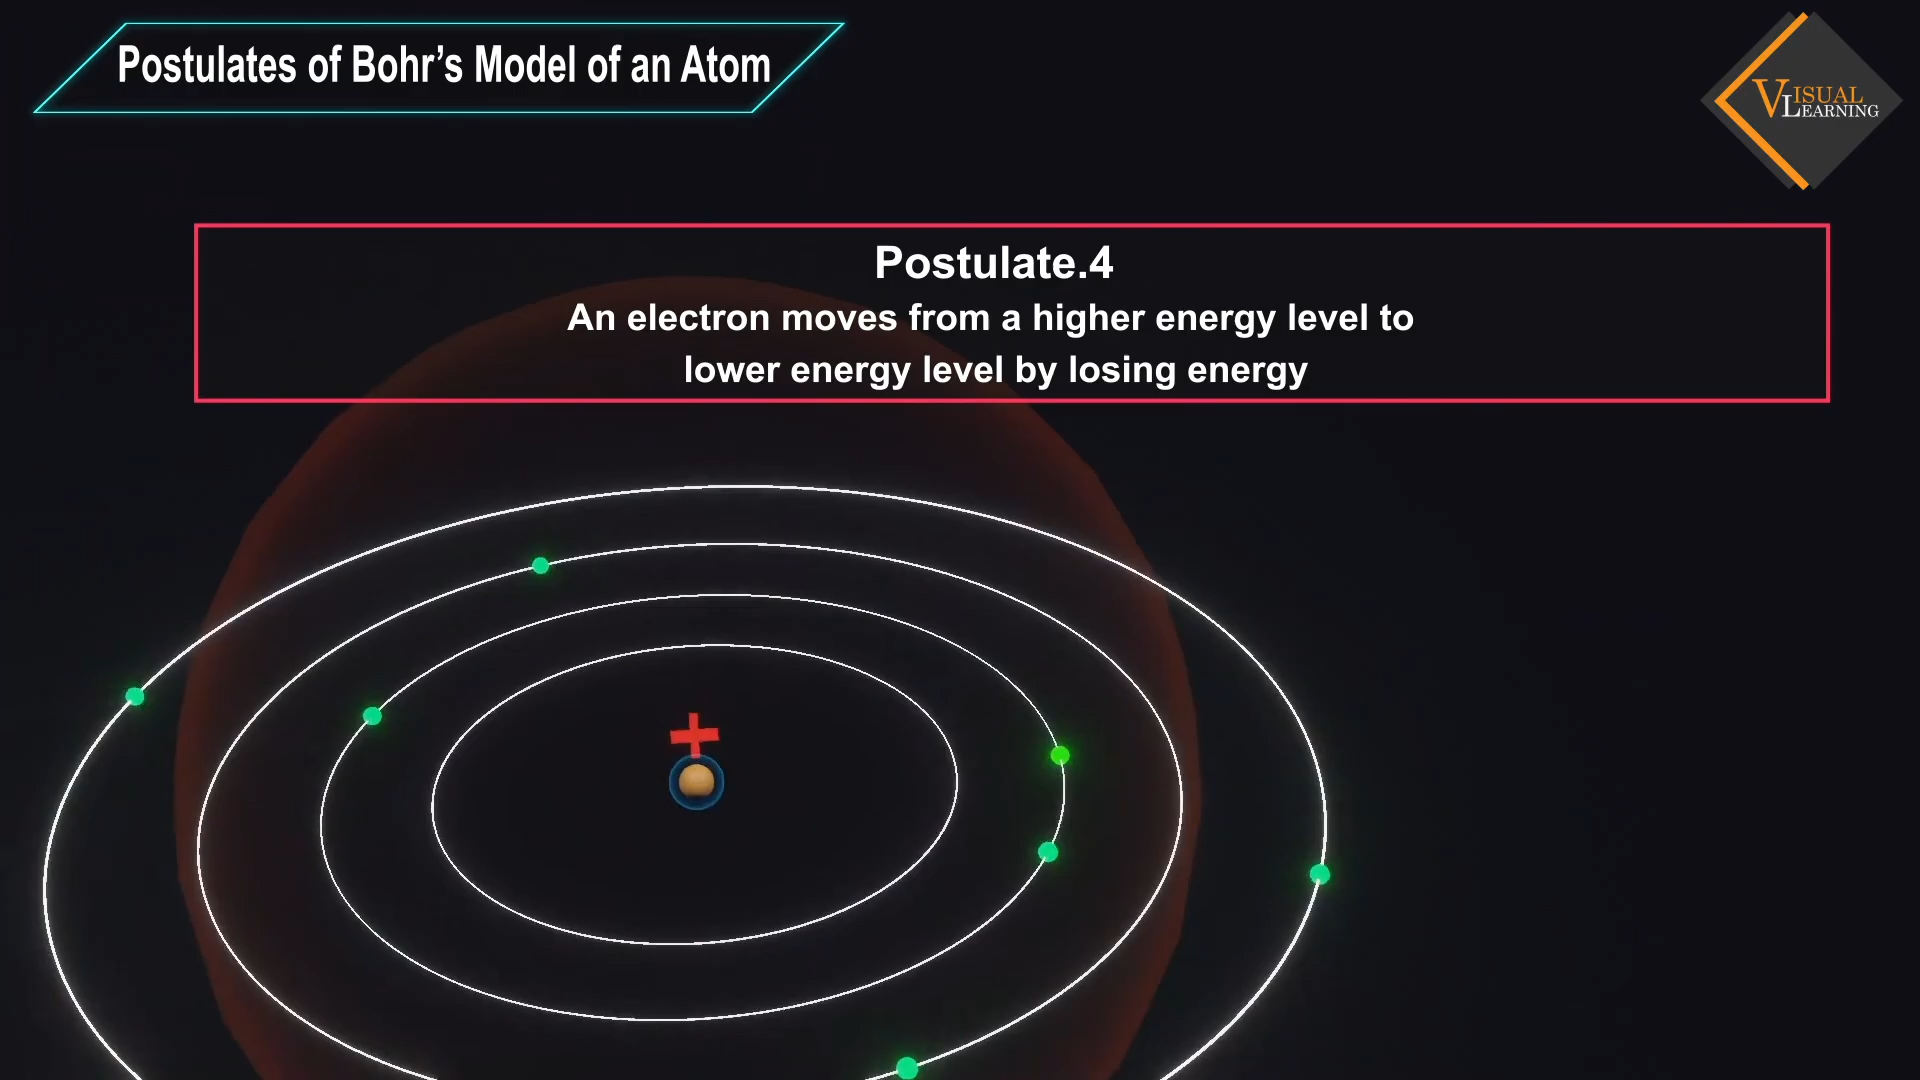 Postulates of Bohr’s Model of an Atom
VISUAL
LEARNING
Postulate.4
An electron moves from a higher energy level to
lower energy level by losing energy